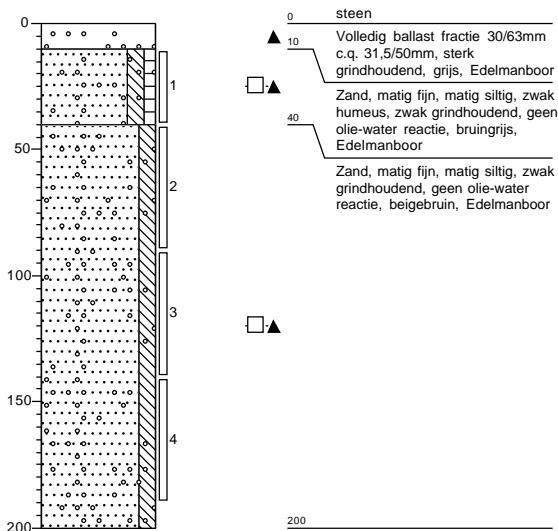 0
50
100
150
200
1
2
3
4
0
steen
Volledig ballast fractie 30/63mm
c.q. 31,5/50mm, sterk
grindhoudend, grijs, Edelmanboor
10
Zand, matig fijn, matig siltig, zwak
humeus, zwak grindhoudend, geen
olie-water reactie, bruingrijs,
Edelmanboor
40
Zand, matig fijn, matig siltig, zwak
grindhoudend, geen olie-water
reactie, beigebruin, Edelmanboor
200